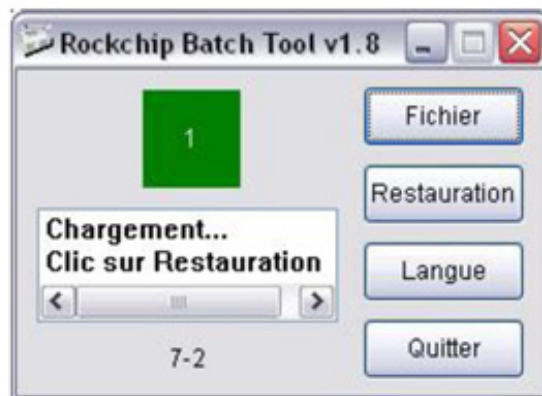 Rockchip Batch Tool v1.8
1
Fichier
Chargement...
Clic sur Restauration
Restauration
Langue
7-2
Quitter